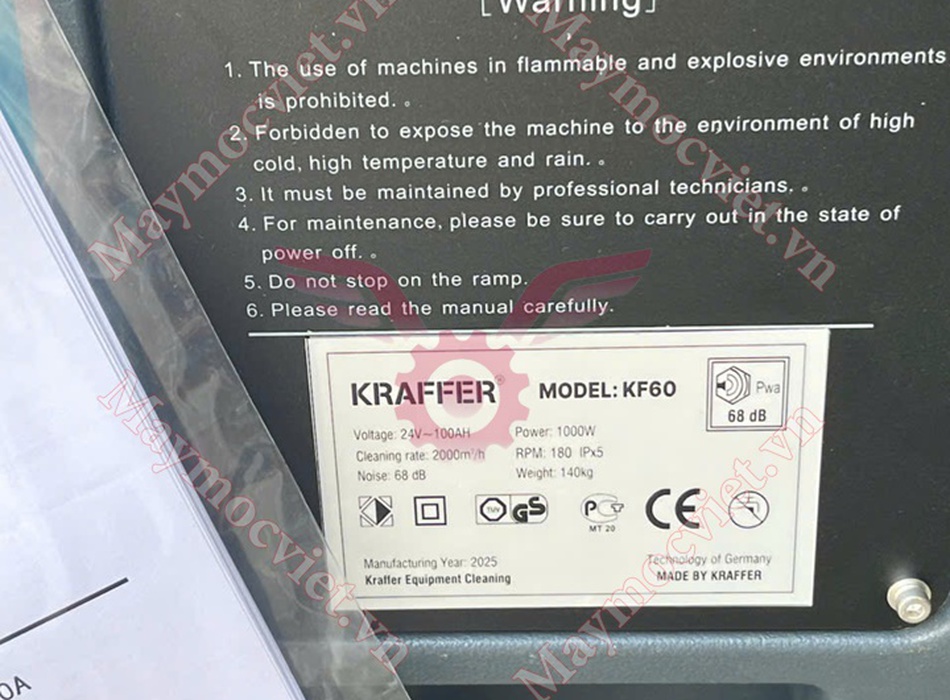 [Warning]
1. The use of machines in flammable and explosive environments
is prohibited. 。
2. Forbidden to expose the machine to the environment of high
cold, high temperature and rain. 。
3. It must be maintained by professional technicians. 。
4. For maintenance, please be sure to carry out in the state of
power off. 。
5. Do not stop on the ramp.
6. Please read the manual carefully.
KRAFFER® MODEL: KF60
Pwa
68 dB
Voltage: 24V~100AH Power: 1000W
Cleaning rate: 2000m²/h RPM: 180 IPx5
Noise: 68 dB Weight: 140kg
TUV GS PCT CE
MT 20
Manufacturing Year: 2025 Technology of Germany
Kraffer Equipment Cleaning MADE BY KRAFFER
0A
Maymocviet.vn
Maymocviet.vn
Maymocviet.vn
Maymocviet.vn